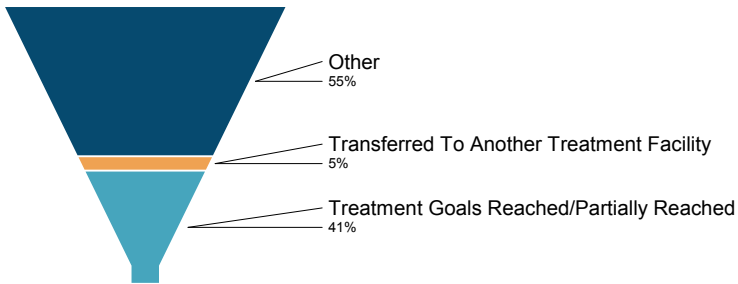 Other
55%
Transferred To Another Treatment Facility
5%
Treatment Goals Reached/Partially Reached
41%